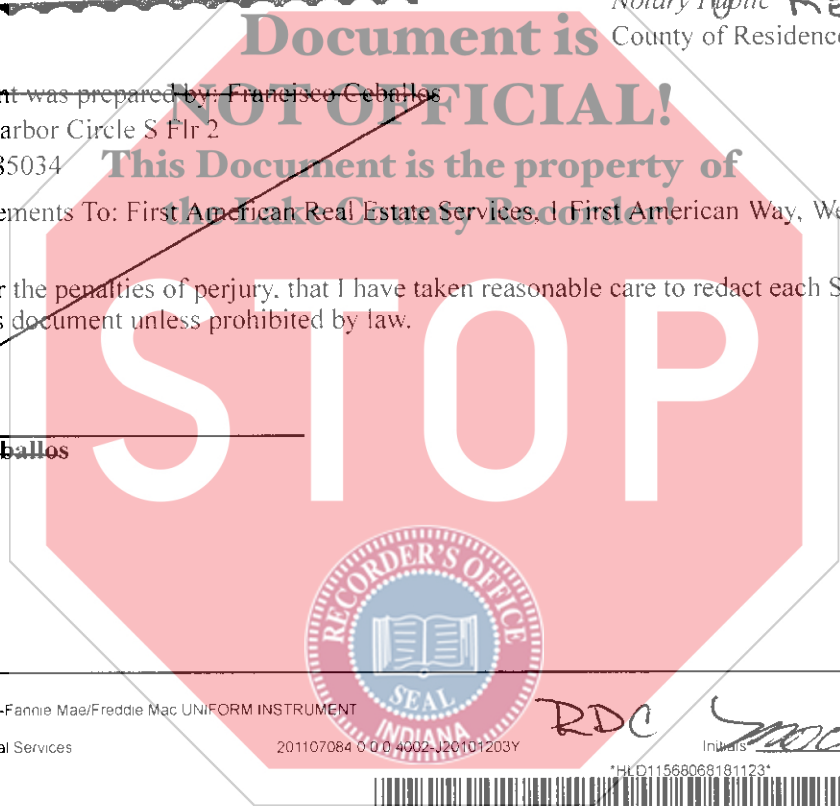 Notary Public
Document is
County of Residence
nt was prepared by: Francisco Ceballos
NOT OFFICIAL!
arbor Circle S Flr 2
85034
This Document is the property of
ements To: First American Real Estate Services, 1 First American Way, We
the Lake County Recorder!
r the penalties of perjury, that I have taken reasonable care to redact each S
s document unless prohibited by law.
STOP
ballos
RECORDER'S OFFICE
SEAL
INDIANA
-Fannie Mae/Freddie Mac UNIFORM INSTRUMENT
RDC
al Services
201107084 0 0 0 4002-J20101203Y
Initials
*HLD11568068181123*